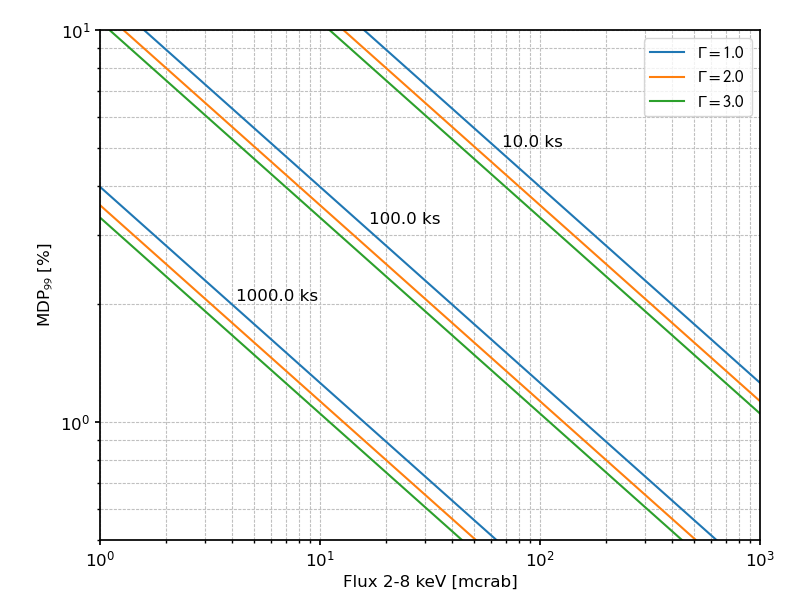 10¹
Γ = 1.0
Γ = 2.0
Γ = 3.0
10.0 ks
100.0 ks
1000.0 ks
MDP₉₉ [%]
10⁰
10⁰ 10¹ 10² 10³
Flux 2-8 keV [mcrab]